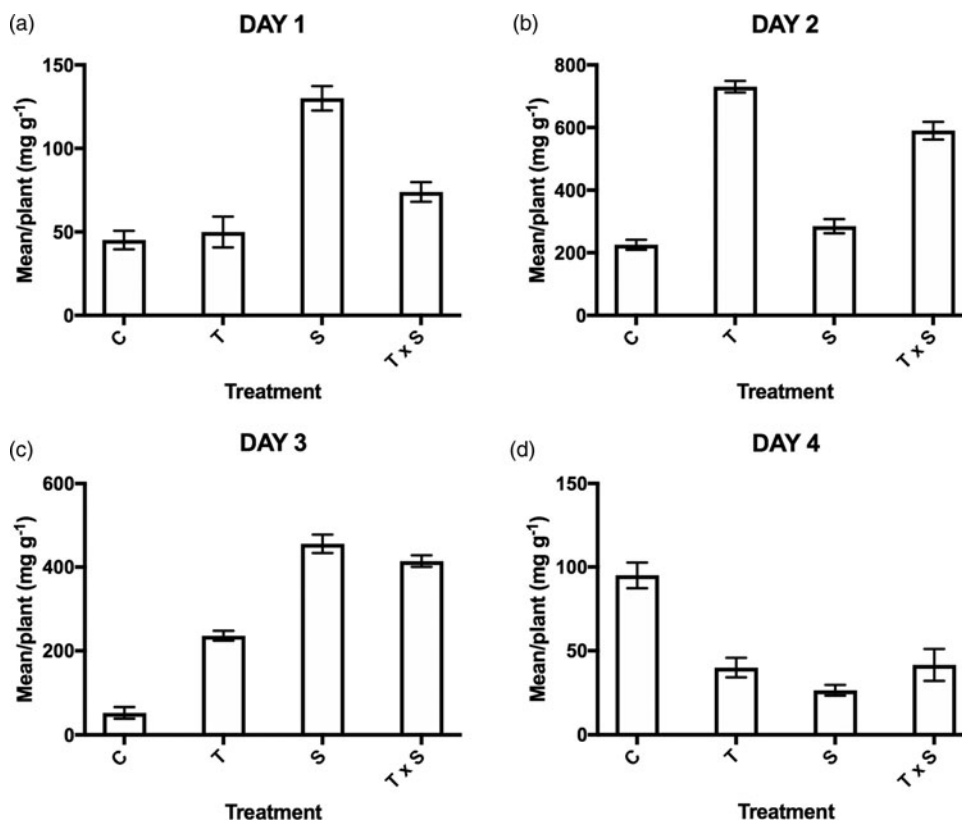 (a)
DAY 1
Mean/plant (mg g⁻¹)
150
100
50
0
C
T
S
T x S
Treatment
(b)
DAY 2
Mean/plant (mg g⁻¹)
800
600
400
200
0
C
T
S
T x S
Treatment
(c)
DAY 3
Mean/plant (mg g⁻¹)
600
400
200
0
C
T
S
T x S
Treatment
(d)
DAY 4
Mean/plant (mg g⁻¹)
150
100
50
0
C
T
S
T x S
Treatment